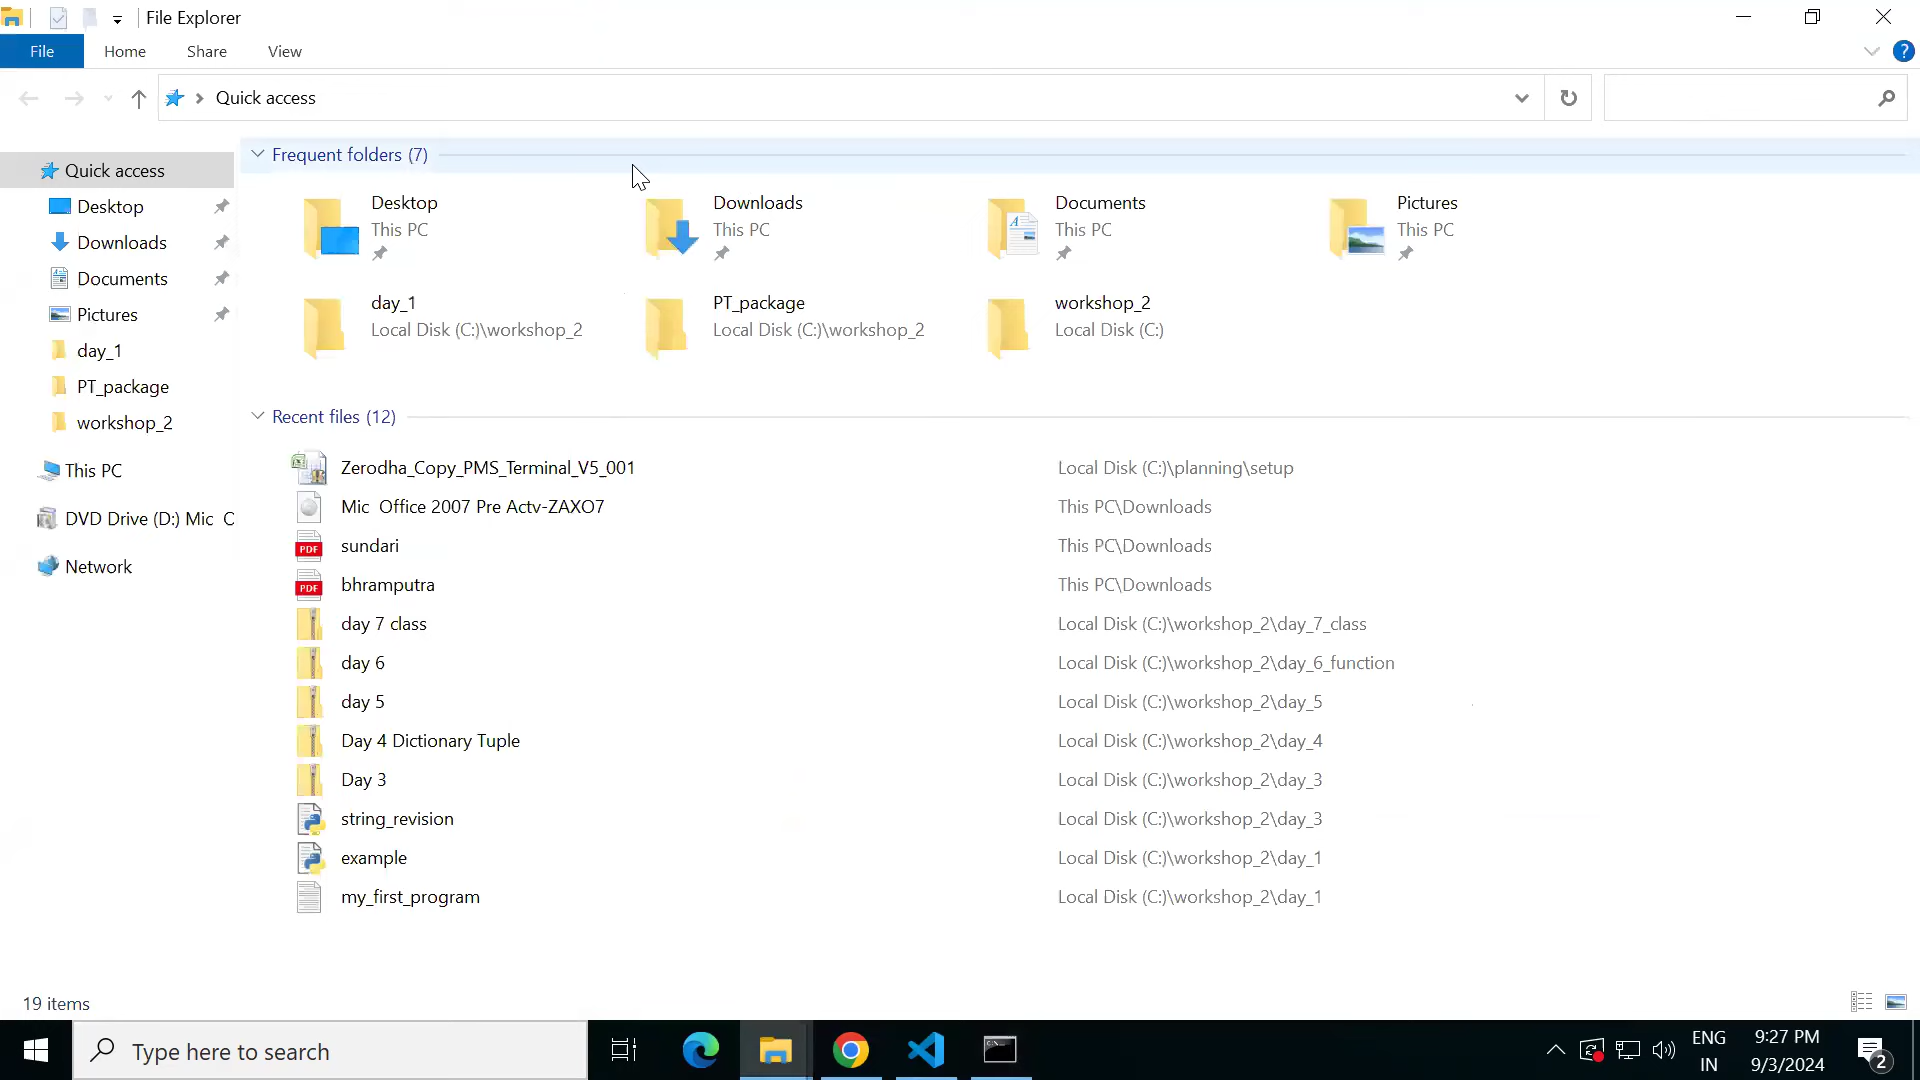 File Explorer
File Home Share View
Quick access
Quick access
Desktop
Downloads
Documents
Pictures
day_1
PT_package
workshop_2
This PC
DVD Drive (D:) Mic O
Network
Frequent folders (7)
Desktop
This PC
Downloads
This PC
Documents
This PC
Pictures
This PC
day_1
Local Disk (C:)\workshop_2
PT_package
Local Disk (C:)\workshop_2
workshop_2
Local Disk (C:)
Recent files (12)
Zerodha_Copy_PMS_Terminal_V5_001 Local Disk (C:)\planning\setup
Mic Office 2007 Pre Actv-ZAXO7 This PC\Downloads
sundari This PC\Downloads
bhramputra This PC\Downloads
day 7 class Local Disk (C:)\workshop_2\day_7_class
day 6 Local Disk (C:)\workshop_2\day_6_function
day 5 Local Disk (C:)\workshop_2\day_5
Day 4 Dictionary Tuple Local Disk (C:)\workshop_2\day_4
Day 3 Local Disk (C:)\workshop_2\day_3
string_revision Local Disk (C:)\workshop_2\day_3
example Local Disk (C:)\workshop_2\day_1
my_first_program Local Disk (C:)\workshop_2\day_1
19 items
Type here to search
ENG
IN
9:27 PM
9/3/2024
2